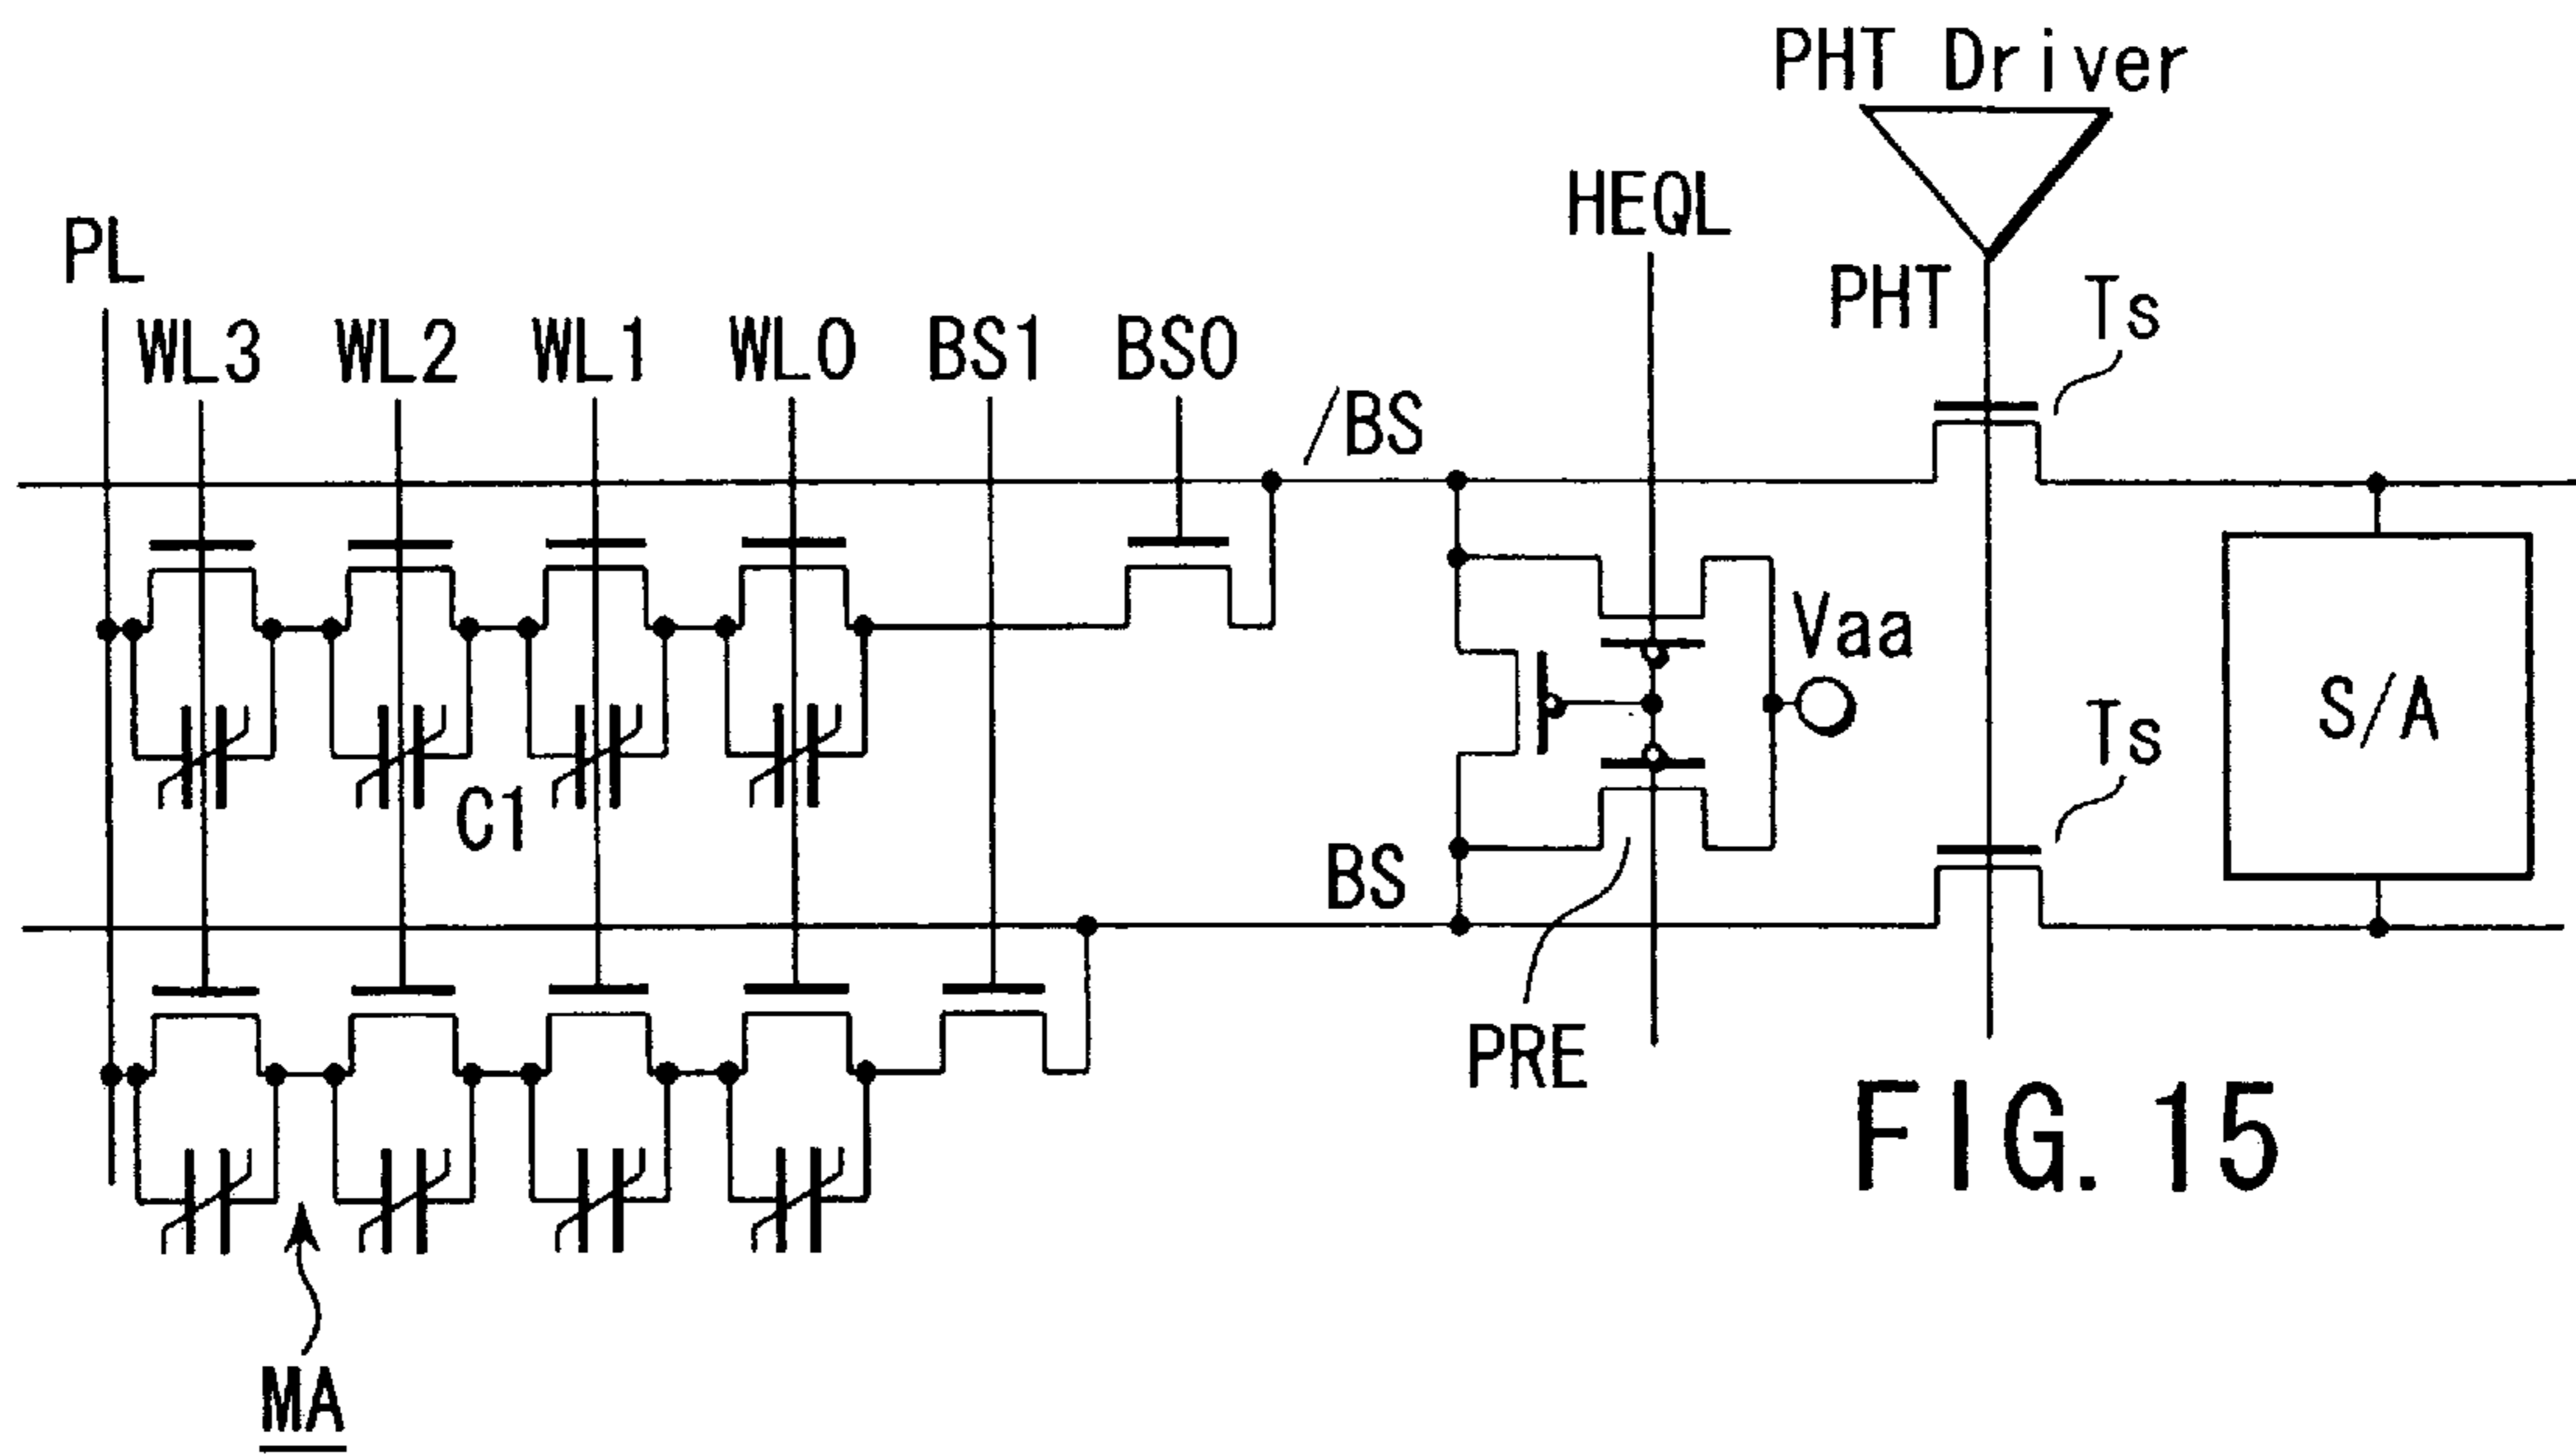 PHT Driver
HEQL
PL
PHT
Ts
WL3
WL2
WL1
WL0
BS1
BS0
/BS
Vaa
S/A
Ts
C1
BS
PRE
FIG. 15
MA